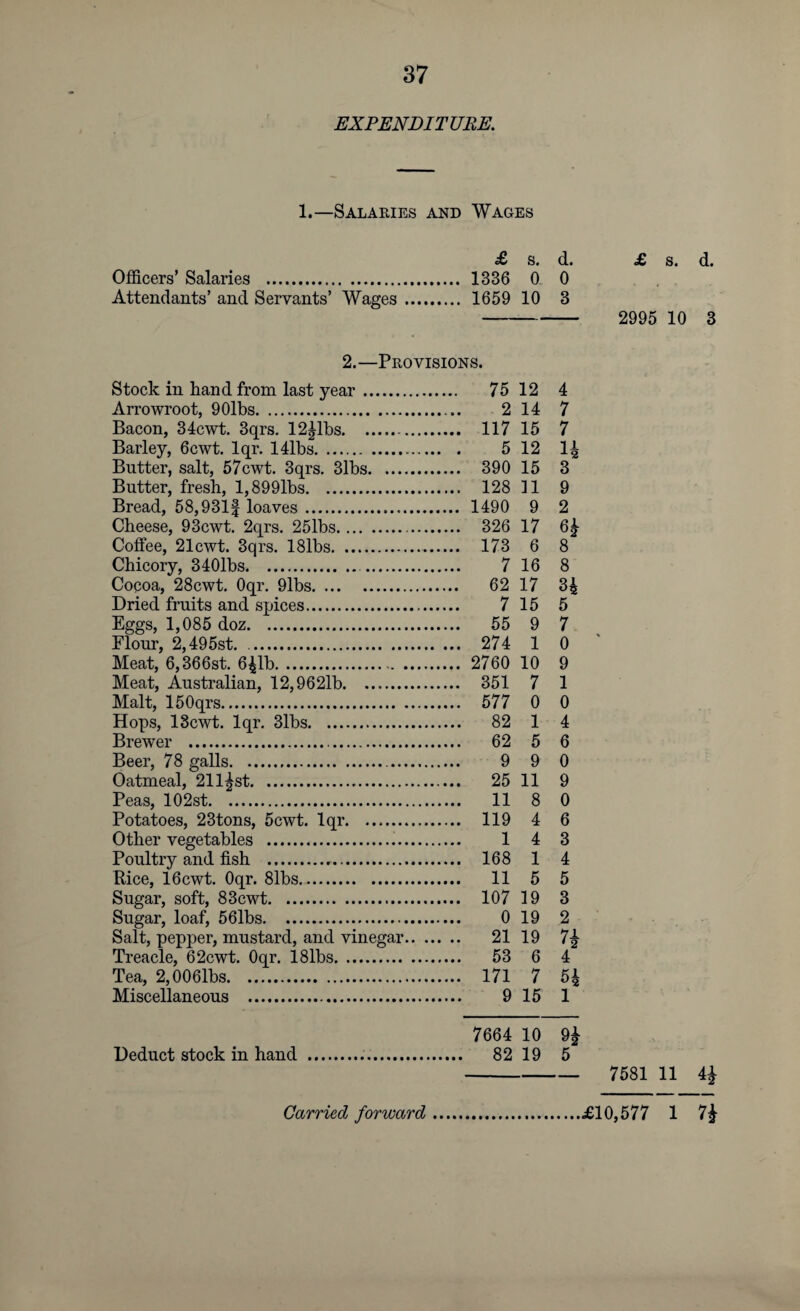 37
EXPENDITURE.
1.—Salaries and Wages
£ s. d. £ s. d.
Officers' Salaries ..................... 1336 0 0
Attendants' and Servants' Wages .......... 1659 10 3
2995 10 3
2.—Provisions.
Stock in hand from last year ............... 75 12 4
Arrowroot, 90lbs. ........................ 2 14 7
Bacon, 34cwt. 3qrs. 12½lbs. ............... 117 15 7
Barley, 6cwt. 1qr. 14lbs. .................. 5 12 1½
Butter, salt, 57cwt. 3qrs. 3lbs. ............ 390 15 3
Butter, fresh, 1,899lbs. .................. 128 11 9
Bread, 58,931¾ loaves ..................... 1490 9 2
Cheese, 93cwt. 2qrs. 25lbs. ............... 326 17 6½
Coffee, 21cwt. 3qrs. 18lbs. ............... 173 6 8
Chicory, 340lbs. ........................ 7 16 8
Cocoa, 28cwt. 0qr. 9lbs. .................. 62 17 3½
Dried fruits and spices..................... 7 15 5
Eggs, 1,085 doz. ........................ 55 9 7
Flour, 2,495st. ........................ 274 1 0
Meat, 6,366st. 6½lb. ..................... 2760 10 9
Meat, Australian, 12,962lb. ............... 351 7 1
Malt, 150qrs. ........................... 577 0 0
Hops, 13cwt. 1qr. 3lbs. .................. 82 1 4
Brewer ................................. 62 5 6
Beer, 78 galls. ........................ 9 9 0
Oatmeal, 211½st. ........................ 25 11 9
Peas, 102st. ........................... 11 8 0
Potatoes, 23tons, 5cwt. 1qr. ............... 119 4 6
Other vegetables ........................ 1 4 3
Poultry and fish ........................ 168 1 4
Rice, 16cwt. 0qr. 8lbs. .................. 11 5 5
Sugar, soft, 83cwt. ..................... 107 19 3
Sugar, loaf, 56lbs. ..................... 0 19 2
Salt, pepper, mustard, and vinegar......... 21 19 7½
Treacle, 62cwt. 0qr. 18lbs. ............... 53 6 4
Tea, 2,006lbs. ........................ 171 7 5½
Miscellaneous ........................... 9 15 1
7664 10 9½
Deduct stock in hand ..................... 82 19 5
7581 11 4½
Carried forward ........................£10,577 1 7½